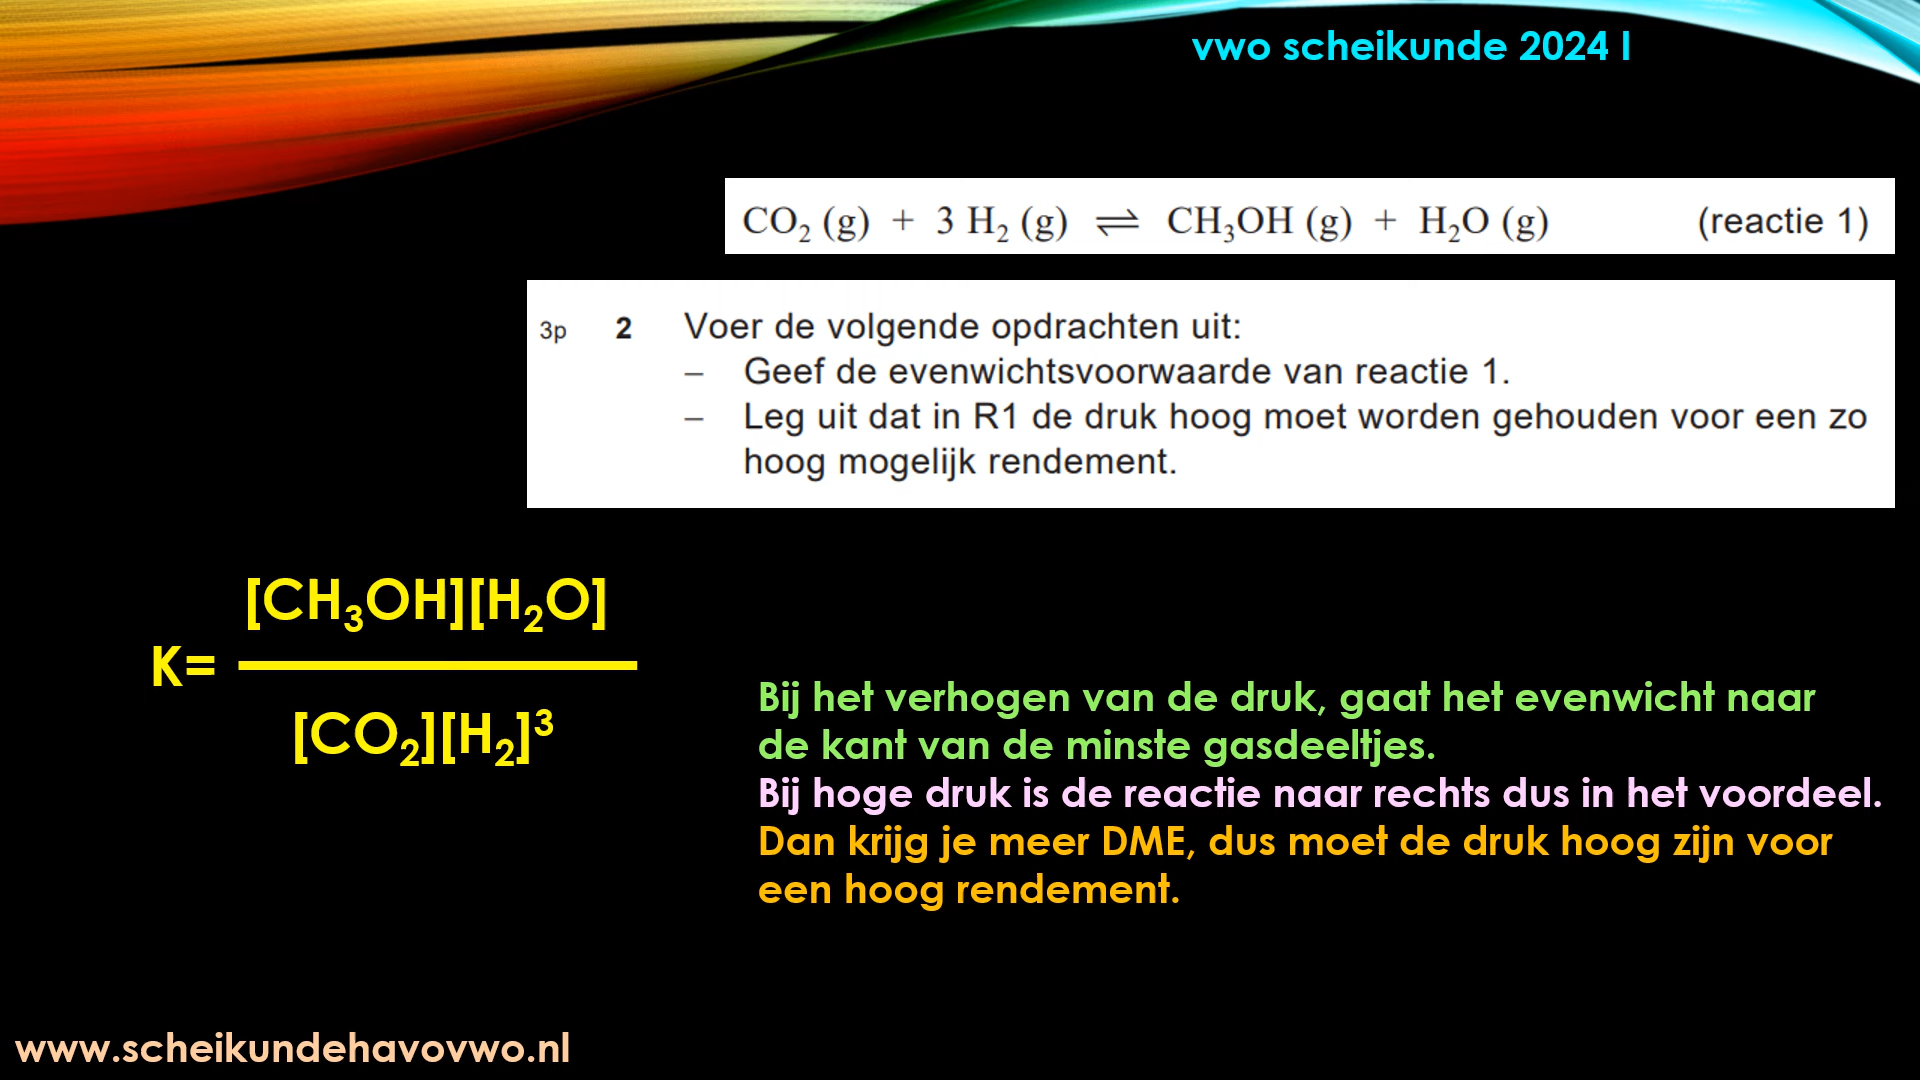 vwo scheikunde 2024 I
CO₂ (g) + 3 H₂ (g) ⇌ CH₃OH (g) + H₂O (g) (reactie 1)
3p 2 Voer de volgende opdrachten uit:
– Geef de evenwichtsvoorwaarde van reactie 1.
– Leg uit dat in R1 de druk hoog moet worden gehouden voor een zo
hoog mogelijk rendement.
[CH₃OH][H₂O]
K=
[CO₂][H₂]³
Bij het verhogen van de druk, gaat het evenwicht naar
de kant van de minste gasdeeltjes.
Bij hoge druk is de reactie naar rechts dus in het voordeel.
Dan krijg je meer DME, dus moet de druk hoog zijn voor
een hoog rendement.
www.scheikundehavovwo.nl